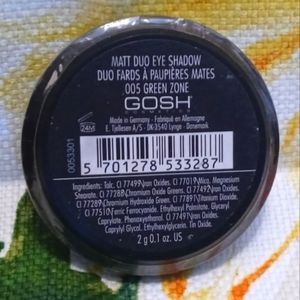 MATT DUO EYE SHADOW
DUO FARDS À PAUPIÈRES MATES
005 GREEN ZONE
GOSH
Made in Germany - Fabriqué en Allemagne
E. Tjellesen A/S - DK-3540 Lynge - Danemark
24M
0053301
5 701278 533287
Ingredients: Talc, CI 77499/Iron Oxides, CI 77019/Mica, Magnesium
Stearate, CI 77288/Chromium Oxide Greens, CI 77492/Iron Oxides,
CI 77289/Chromium Hydroxide Green, CI 77891/Titanium Dioxide,
CI 77510/Ferric Ferrocyanide, Ethylhexyl Palmitate, Glyceryl
Caprylate, Phenoxyethanol, CI 77491/Iron Oxides,
Caprylyl Glycol, Ethylhexylglycerin, Tin
Oxide.
2 g 0.1 oz. US